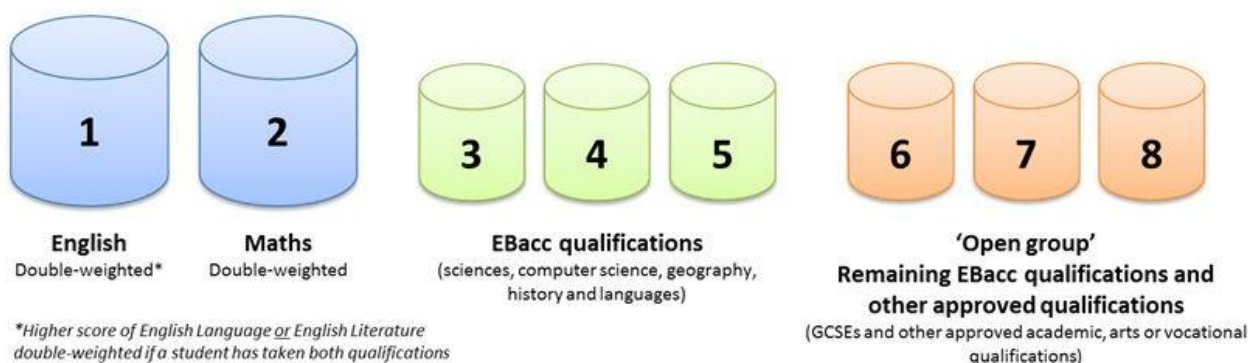 1
2
3
4
5
6
7
8
English
Double-weighted*
Maths
Double-weighted
EBacc qualifications
(sciences, computer science, geography,
history and languages)
‘Open group’
Remaining EBacc qualifications and
other approved qualifications
(GCSEs and other approved academic, arts or vocational
qualifications)
*Higher score of English Language or English Literature
double-weighted if a student has taken both qualifications